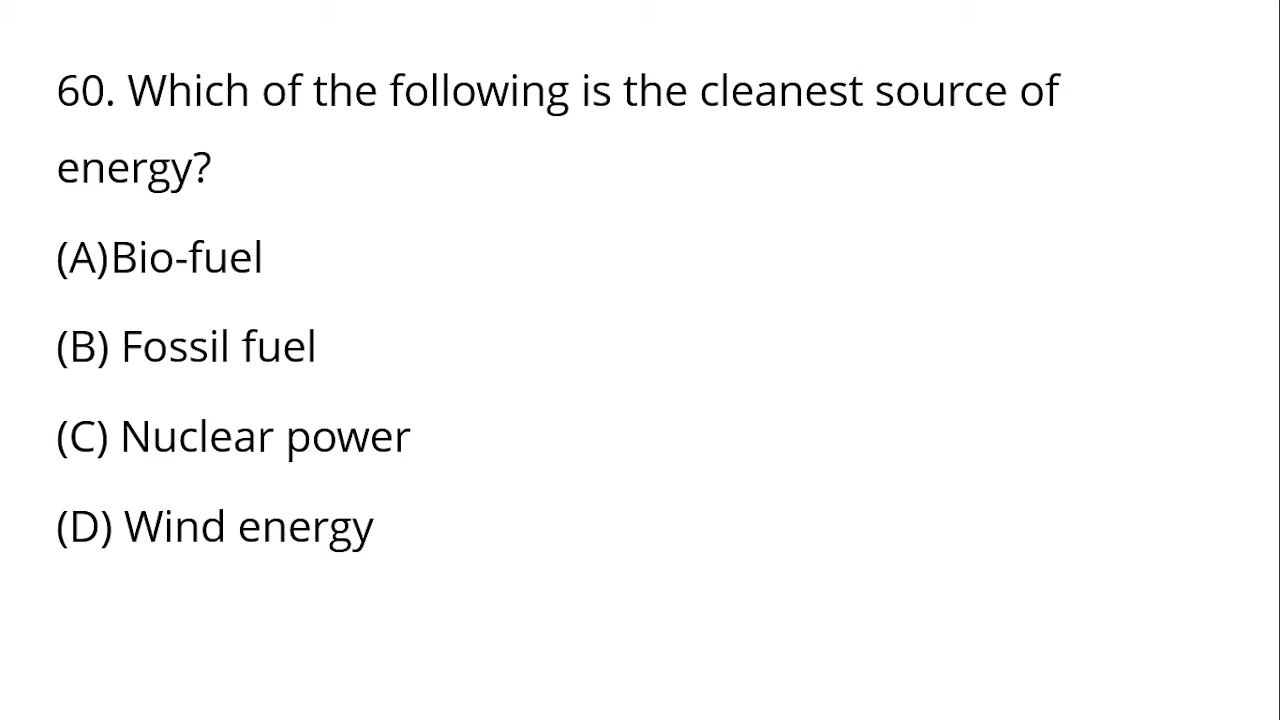 60. Which of the following is the cleanest source of
energy?
(A)Bio-fuel
(B) Fossil fuel
(C) Nuclear power
(D) Wind energy